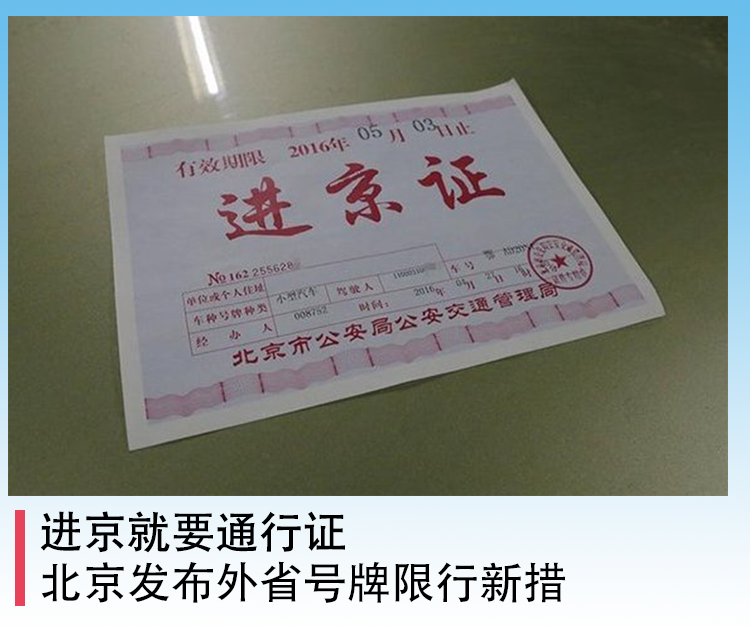 有效期限 2016年05月03日止
进京证
No 162 255628
单位或个人住址
车种号牌种类 小型汽车 驾驶人 车号 鄂
经办人 008752 时间: 2016年
北京市公安局公安交通管理局
进京就要通行证
北京发布外省号牌限行新措